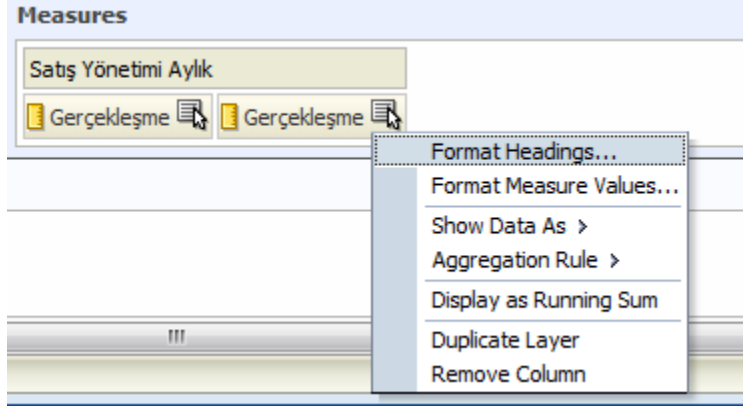 Measures
Satış Yönetimi Aylık
Gerçekleşme Gerçekleşme
Format Headings...
Format Measure Values...
Show Data As >
Aggregation Rule >
Display as Running Sum
Duplicate Layer
Remove Column